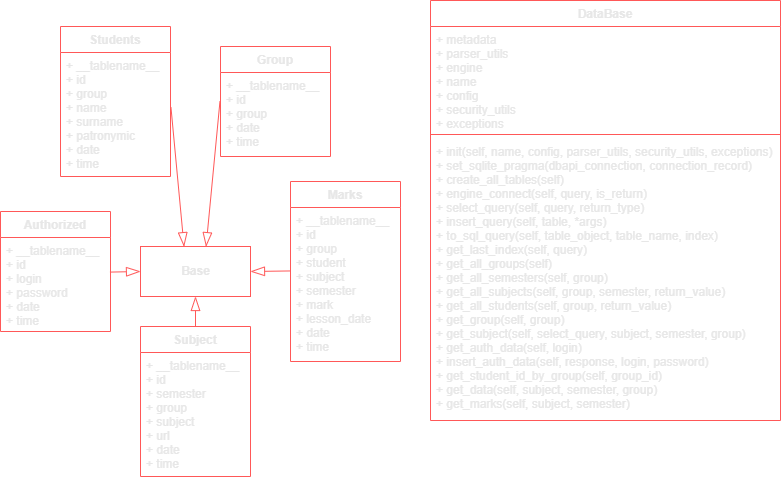 Students
+ __tablename__
+ id
+ group
+ name
+ surname
+ patronymic
+ date
+ time
Group
+ __tablename__
+ id
+ group
+ date
+ time
Authorized
+ __tablename__
+ id
+ login
+ password
+ date
+ time
Base
Marks
+ __tablename__
+ id
+ group
+ student
+ subject
+ semester
+ mark
+ lesson_date
+ date
+ time
Subject
+ __tablename__
+ id
+ semester
+ group
+ subject
+ url
+ date
+ time
DataBase
+ metadata
+ parser_utils
+ engine
+ name
+ config
+ security_utils
+ exceptions
+ init(self, name, config, parser_utils, security_utils, exceptions)
+ set_sqlite_pragma(dbapi_connection, connection_record)
+ create_all_tables(self)
+ engine_connect(self, query, is_return)
+ select_query(self, query, return_type)
+ insert_query(self, table, *args)
+ to_sql_query(self, table_object, table_name, index)
+ get_last_index(self, query)
+ get_all_groups(self)
+ get_all_semesters(self, group)
+ get_all_subjects(self, group, semester, return_value)
+ get_all_students(self, group, return_value)
+ get_group(self, group)
+ get_subject(self, select_query, subject, semester, group)
+ get_auth_data(self, login)
+ insert_auth_data(self, response, login, password)
+ get_student_id_by_group(self, group_id)
+ get_data(self, subject, semester, group)
+ get_marks(self, subject, semester)